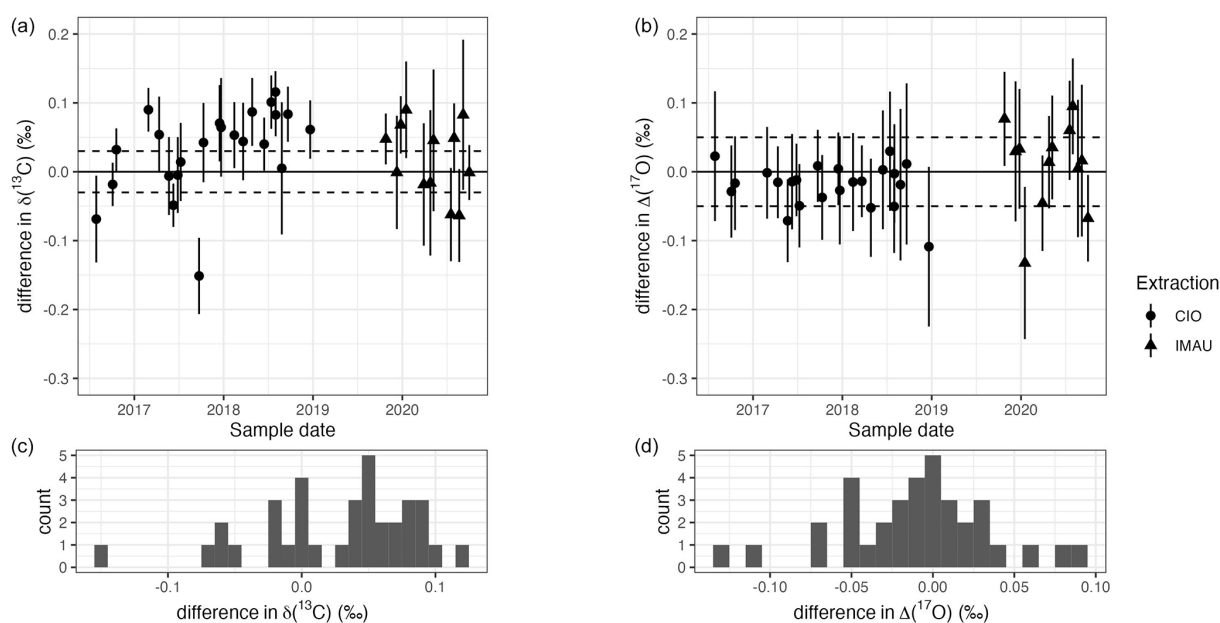 (a)
0.2
0.1
0.0
-0.1
-0.2
-0.3
difference in δ(¹³C) (‰)
2017 2018 2019 2020
Sample date
(b)
0.2
0.1
0.0
-0.1
-0.2
-0.3
difference in Δ(¹⁷O) (‰)
2017 2018 2019 2020
Sample date
Extraction
CIO
IMAU
(c)
5
4
3
2
1
0
count
-0.1 0.0 0.1
difference in δ(¹³C) (‰)
(d)
5
4
3
2
1
0
count
-0.10 -0.05 0.00 0.05 0.10
difference in Δ(¹⁷O) (‰)